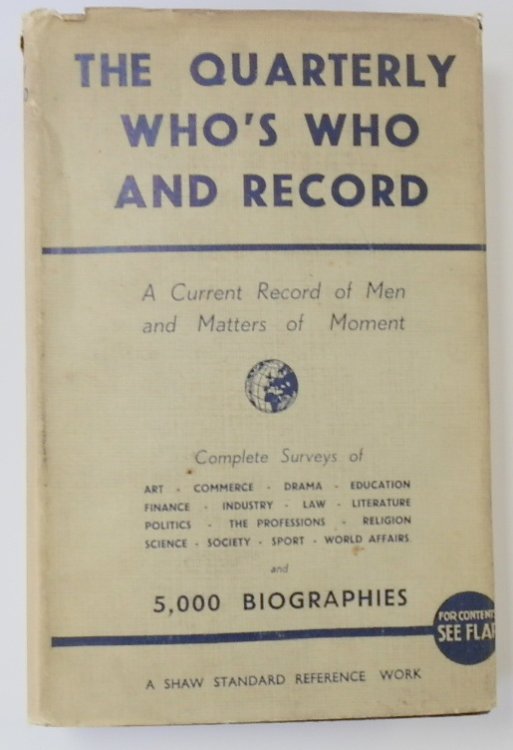 THE QUARTERLY
WHO'S WHO
AND RECORD
A Current Record of Men
and Matters of Moment
Complete Surveys of
ART - COMMERCE - DRAMA - EDUCATION
FINANCE - INDUSTRY - LAW - LITERATURE
POLITICS - THE PROFESSIONS - RELIGION
SCIENCE - SOCIETY - SPORT - WORLD AFFAIRS
and
5,000 BIOGRAPHIES
FOR CONTENTS
SEE FLAP
A SHAW STANDARD REFERENCE WORK